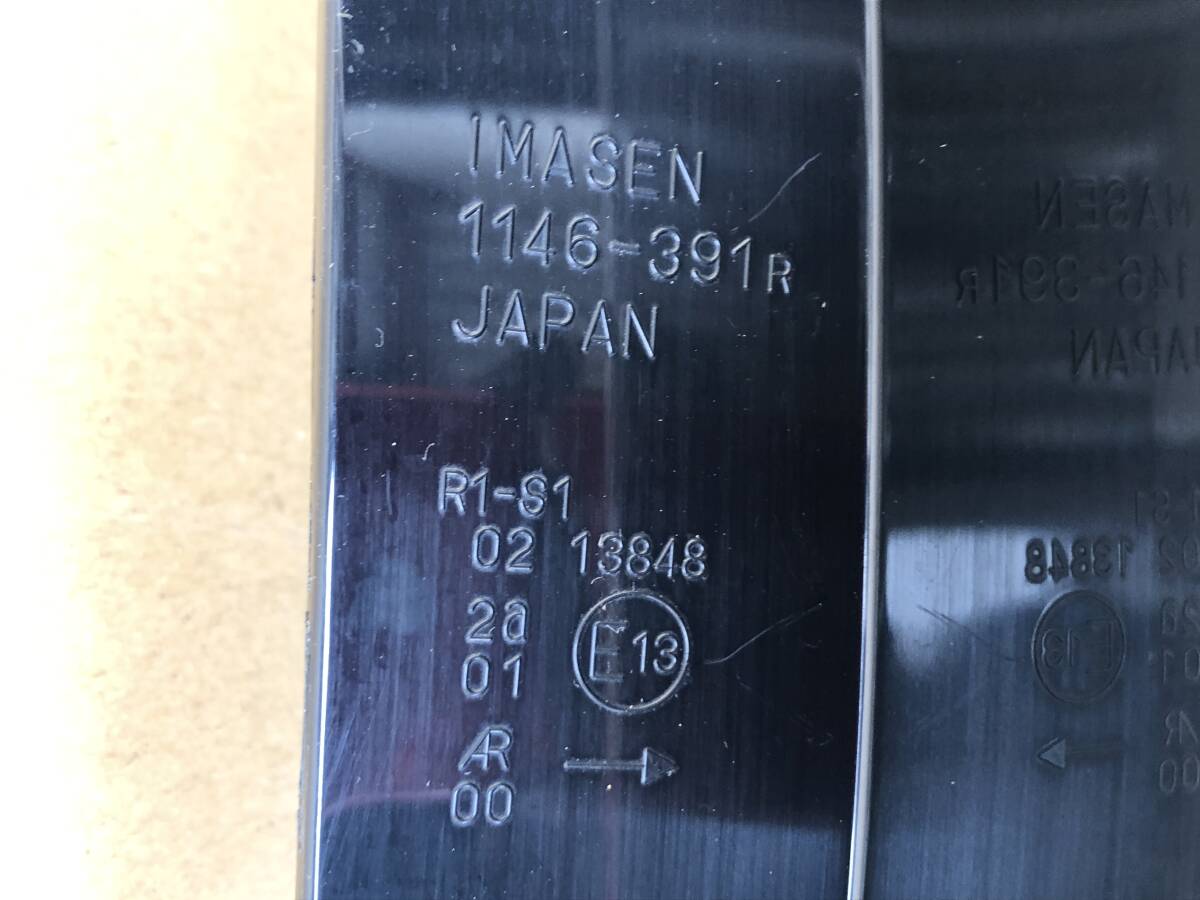 IMASEN
1146-391R
JAPAN
R1-S1
02 13848
2a
01
E13
AR
00